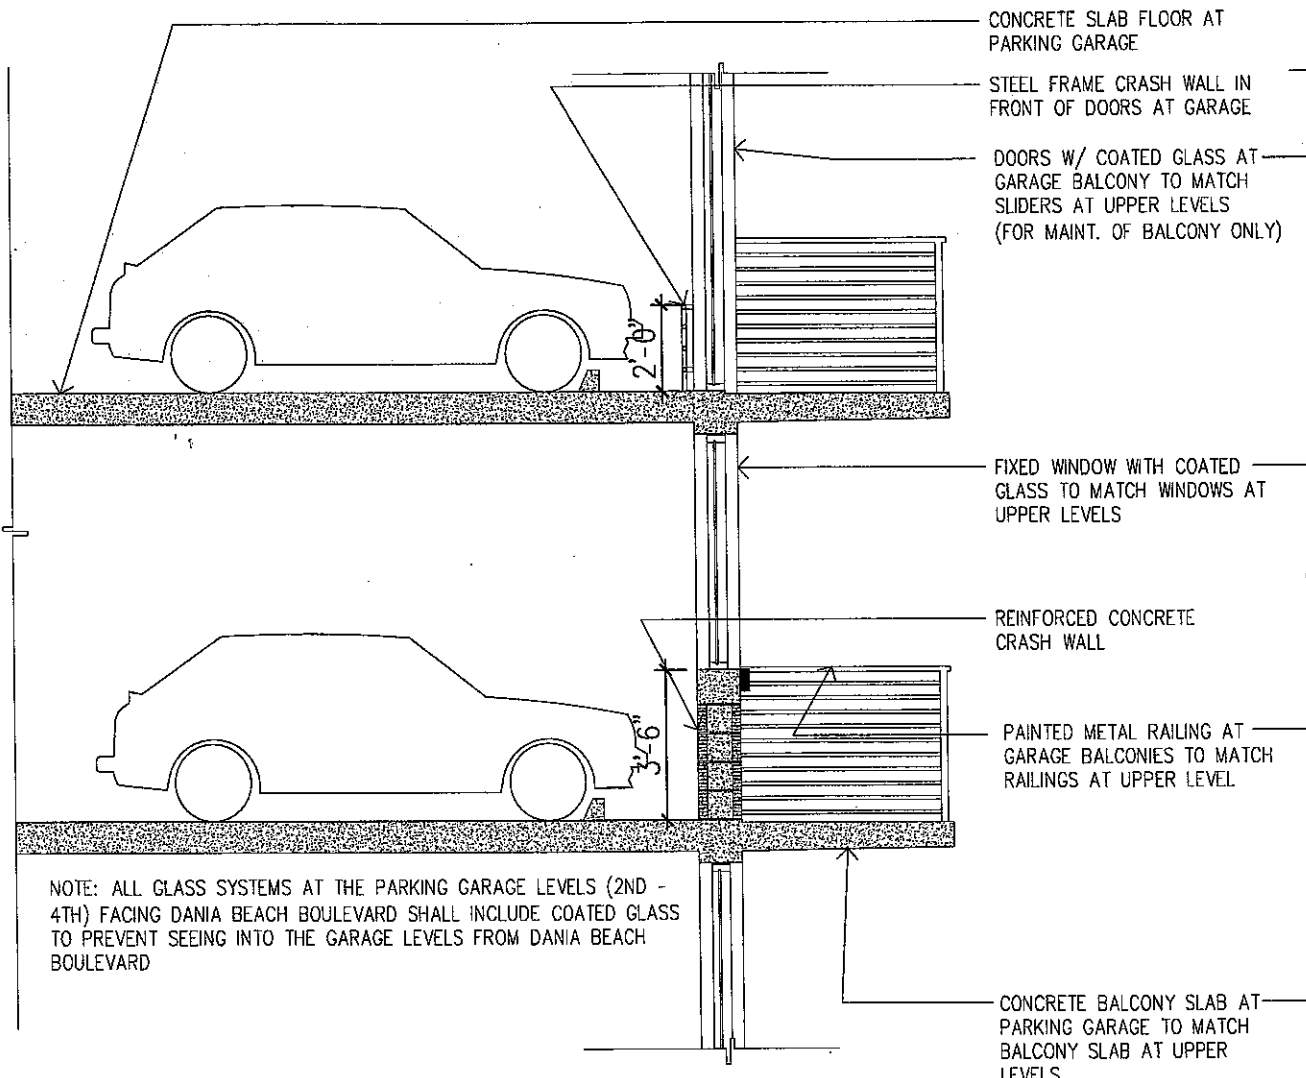 CONCRETE SLAB FLOOR AT
PARKING GARAGE
STEEL FRAME CRASH WALL IN
FRONT OF DOORS AT GARAGE
DOORS W/ COATED GLASS AT
GARAGE BALCONY TO MATCH
SLIDERS AT UPPER LEVELS
(FOR MAINT. OF BALCONY ONLY)
2'-0"
FIXED WINDOW WITH COATED
GLASS TO MATCH WINDOWS AT
UPPER LEVELS
REINFORCED CONCRETE
CRASH WALL
3'-6"
PAINTED METAL RAILING AT
GARAGE BALCONIES TO MATCH
RAILINGS AT UPPER LEVEL
NOTE: ALL GLASS SYSTEMS AT THE PARKING GARAGE LEVELS (2ND -
4TH) FACING DANIA BEACH BOULEVARD SHALL INCLUDE COATED GLASS
TO PREVENT SEEING INTO THE GARAGE LEVELS FROM DANIA BEACH
BOULEVARD
CONCRETE BALCONY SLAB AT
PARKING GARAGE TO MATCH
BALCONY SLAB AT UPPER
LEVELS